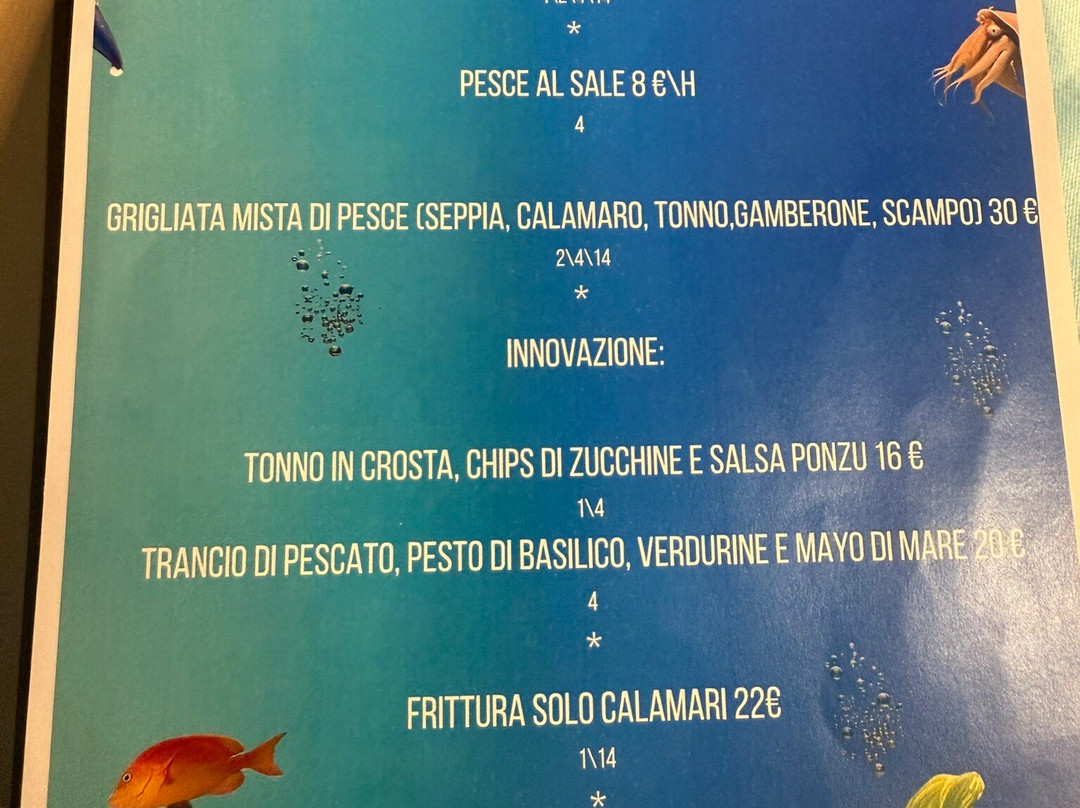 *
PESCE AL SALE 8 €\H
4
GRIGLIATA MISTA DI PESCE (SEPPIA, CALAMARO, TONNO,GAMBERONE, SCAMPO) 30 €
2\4\14
*
INNOVAZIONE:
TONNO IN CROSTA, CHIPS DI ZUCCHINE E SALSA PONZU 16 €
1\4
TRANCIO DI PESCATO, PESTO DI BASILICO, VERDURINE E MAYO DI MARE 20 €
4
*
FRITTURA SOLO CALAMARI 22€
1\14
*